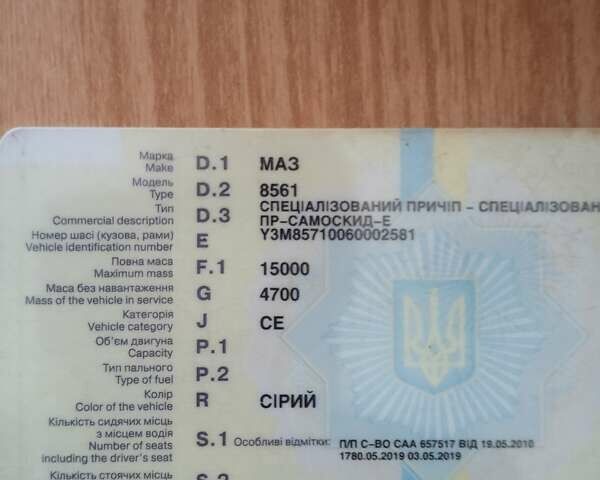 Марка
Make D.1 МАЗ
Модель
Type D.2 8561
Тип
Commercial description D.3 СПЕЦІАЛІЗОВАНИЙ ПРИЧІП – СПЕЦІАЛІЗОВАН
ПР-САМОСКИД-Е
Номер шасі (кузова, рами)
Vehicle identification number E Y3M85710060002581
Повна маса
Maximum mass F.1 15000
Маса без навантаження
Mass of the vehicle in service G 4700
Категорія
Vehicle category J CE
Об'єм двигуна
Capacity P.1
Тип пального
Type of fuel P.2
Колір
Color of the vehicle R СІРИЙ
Кількість сидячих місць
з місцем водія
Number of seats
including the driver's seat S.1 Особливі відмітки: П/П С-ВО САА 657517 ВІД 19.05.2010
1780.05.2019 03.05.2019
Кількість стоячих місць
S.2